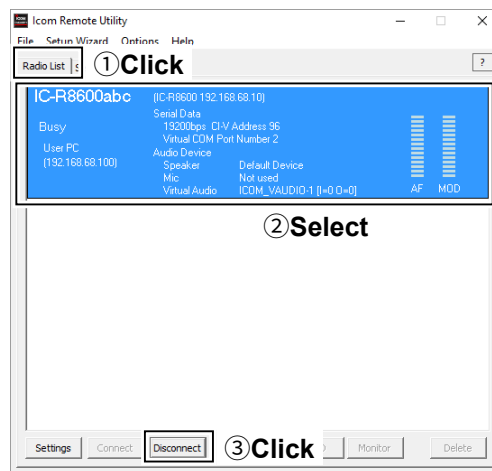 Icom Remote Utility
File Setup Wizard Options Help
Radio List
①Click
?
IC-R8600abc (IC-R8600 192.168.68.10)
Serial Data
Busy 19200bps CI-V Address 96
Virtual COM Port Number 2
User PC
Audio Device
(192.168.68.100) Speaker Default Device
Mic Not used
Virtual Audio ICOM_VAUDIO-1 [I=0 O=0] AF MOD
②Select
Settings Connect Disconnect ③Click Monitor Delete